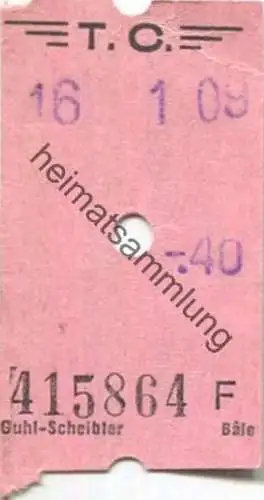 T. C.
16 1 09
heimatsammlung
-.40
415864 F
Guhl-Scheibler Bâle